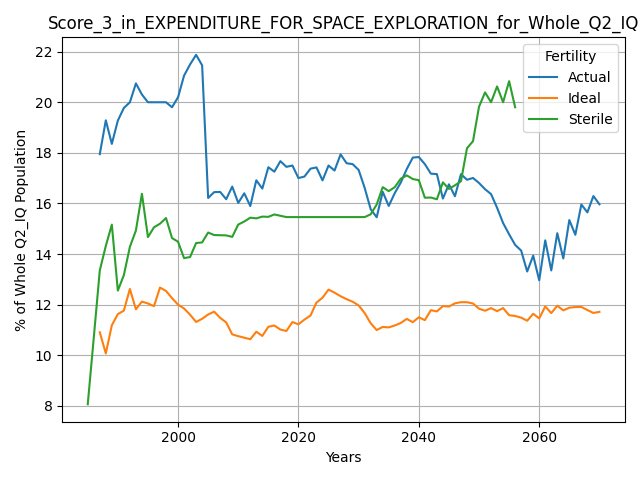 Score_3_in_EXPENDITURE_FOR_SPACE_EXPLORATION_for_Whole_Q2_IQ
Fertility
Actual
Ideal
Sterile
% of Whole Q2_IQ Population
22
20
18
16
14
12
10
8
2000 2020 2040 2060
Years